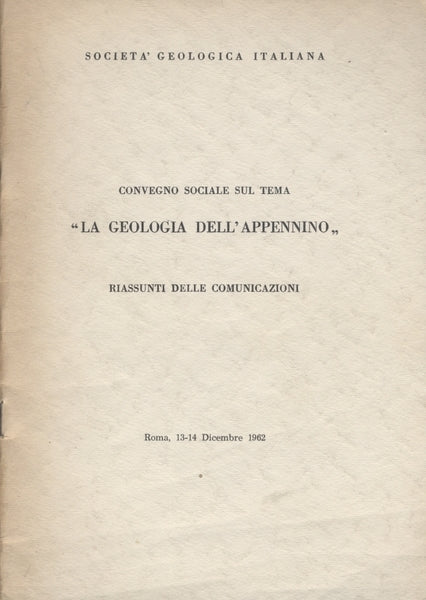 SOCIETA' GEOLOGICA ITALIANA
CONVEGNO SOCIALE SUL TEMA
“LA GEOLOGIA DELL'APPENNINO„
RIASSUNTI DELLE COMUNICAZIONI
Roma, 13-14 Dicembre 1962